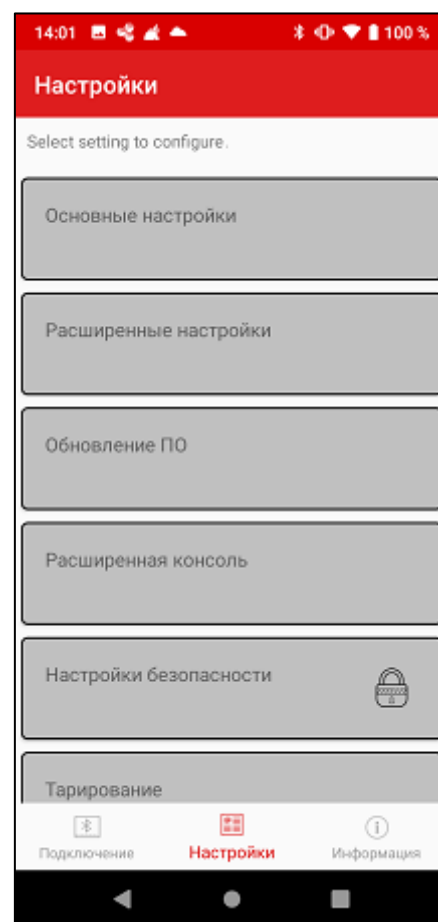 14:01 100 %
Настройки
Select setting to configure.
Основные настройки
Расширенные настройки
Обновление ПО
Расширенная консоль
Настройки безопасности
Тарирование
Подключение Настройки Информация